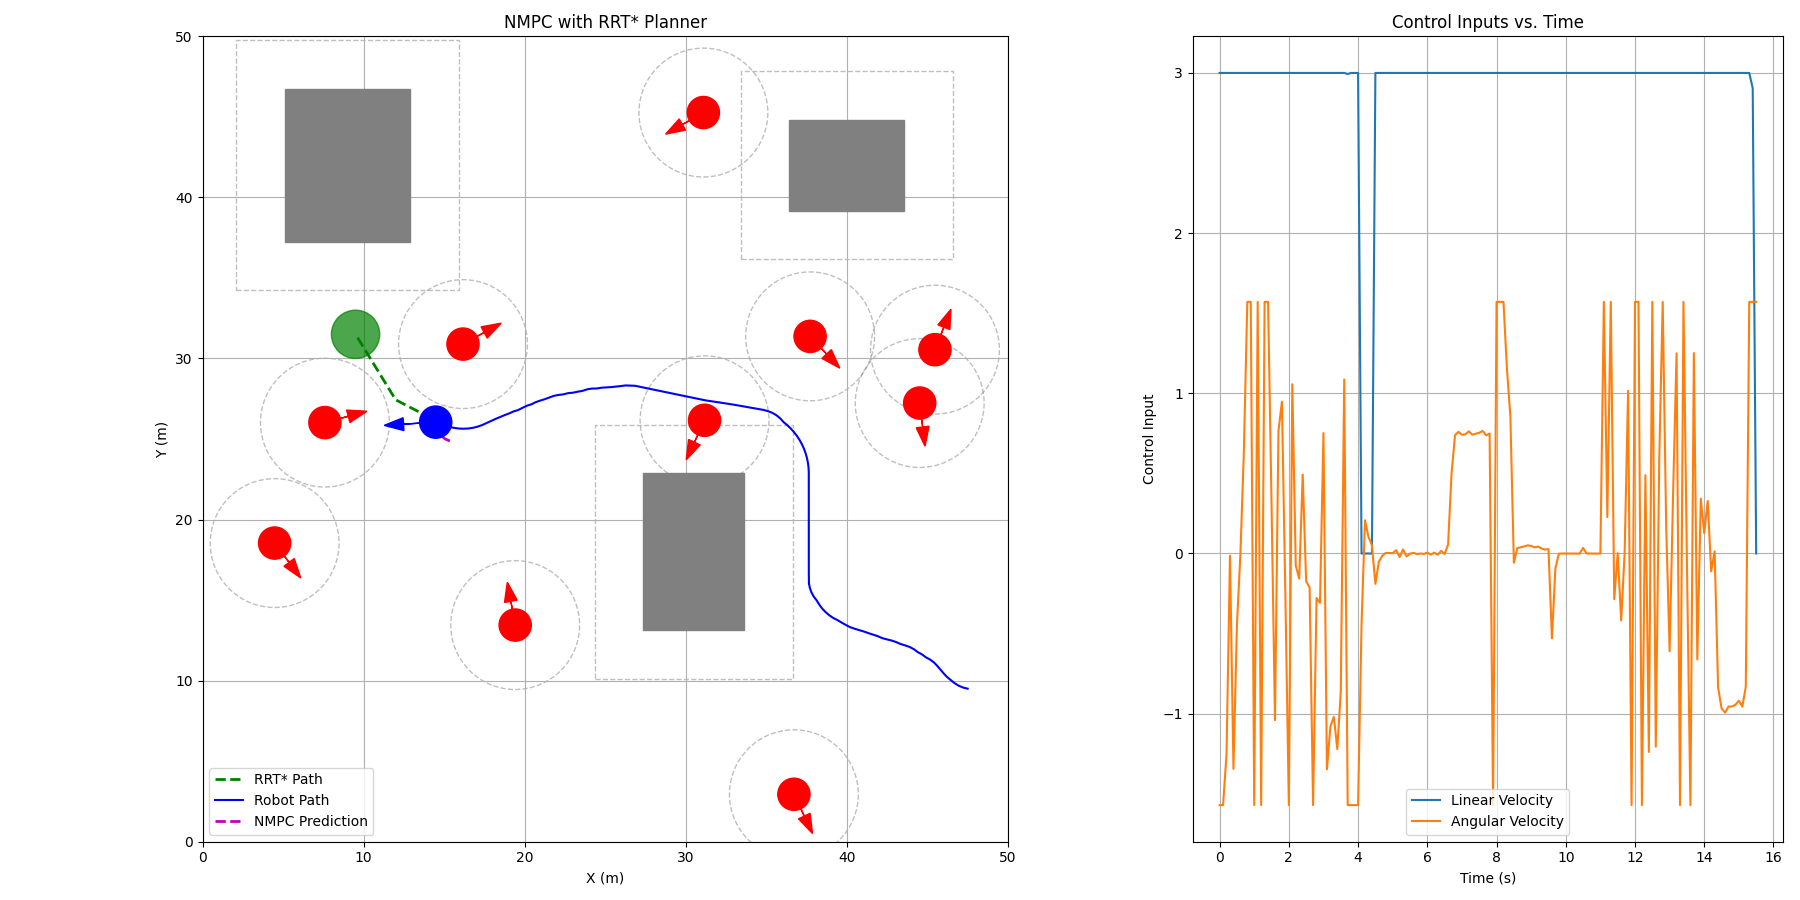 NMPC with RRT* Planner
50
40
30
20
10
0
Y (m)
0 10 20 30 40 50
X (m)
RRT* Path
Robot Path
NMPC Prediction
Control Inputs vs. Time
3
2
1
0
−1
Control Input
0 2 4 6 8 10 12 14 16
Time (s)
Linear Velocity
Angular Velocity